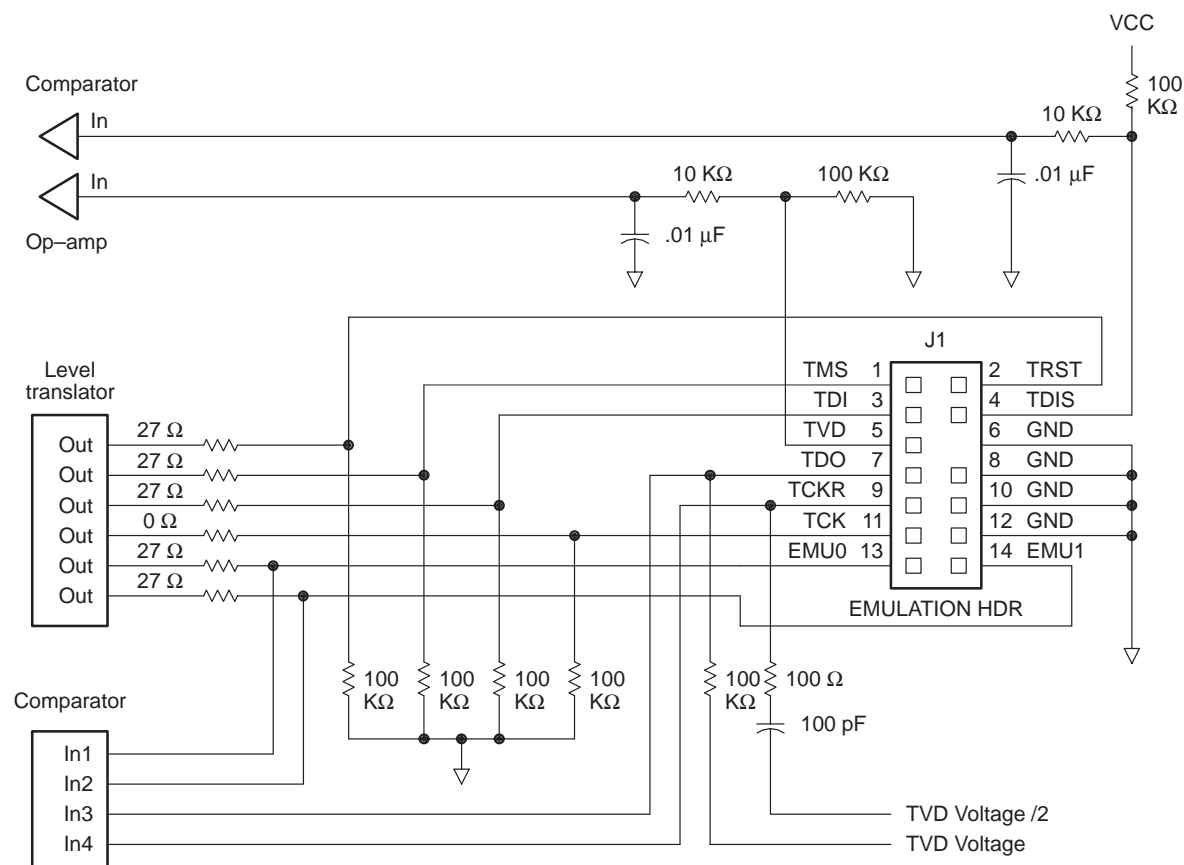 VCC
Comparator
100
KΩ
In
10 KΩ
.01 µF
In
10 KΩ
100 KΩ
Op–amp
.01 µF
J1
Level
translator
TMS 1
2 TRST
TDI 3
4 TDIS
TVD 5
6 GND
TDO 7
8 GND
TCKR 9
10 GND
TCK 11
12 GND
EMU0 13
14 EMU1
EMULATION HDR
Out 27 Ω
Out 27 Ω
Out 27 Ω
Out 0 Ω
Out 27 Ω
Out 27 Ω
100
KΩ
100
KΩ
100
KΩ
100
KΩ
100
KΩ
100 Ω
100 pF
Comparator
In1
In2
In3
In4
TVD Voltage /2
TVD Voltage